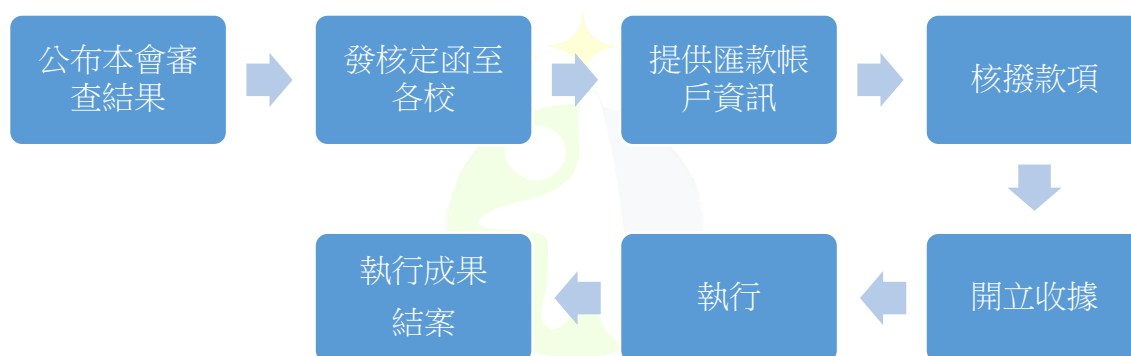 公布本會審
查結果
發核定函至
各校
提供匯款帳
戶資訊
核撥款項
開立收據
執行
執行成果
結案